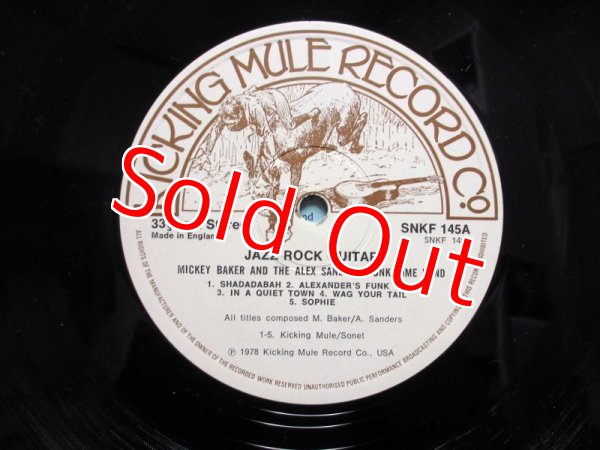 KICKING MULE RECORD CO.
Sold Out
33
Made in England
SNKF 145A
JAZZ ROCK GUITAR
MICKEY BAKER AND THE ALEX
1. SHADADABAH 2. ALEXANDER'S FUNK
3. IN A QUIET TOWN 4. WAG YOUR TAIL
5. SOPHIE
All titles composed M. Baker/A. Sanders
1-5. Kicking Mule/Sonet
℗ 1978 Kicking Mule Record Co., USA
ALL RIGHTS OF THE MANUFACTURER AND OF THE OWNER OF THE RECORDED WORK RESERVED UNAUTHORISED PUBLIC PERFORMANCE BROADCASTING AND COPYING OF THIS RECORD PROHIBITED